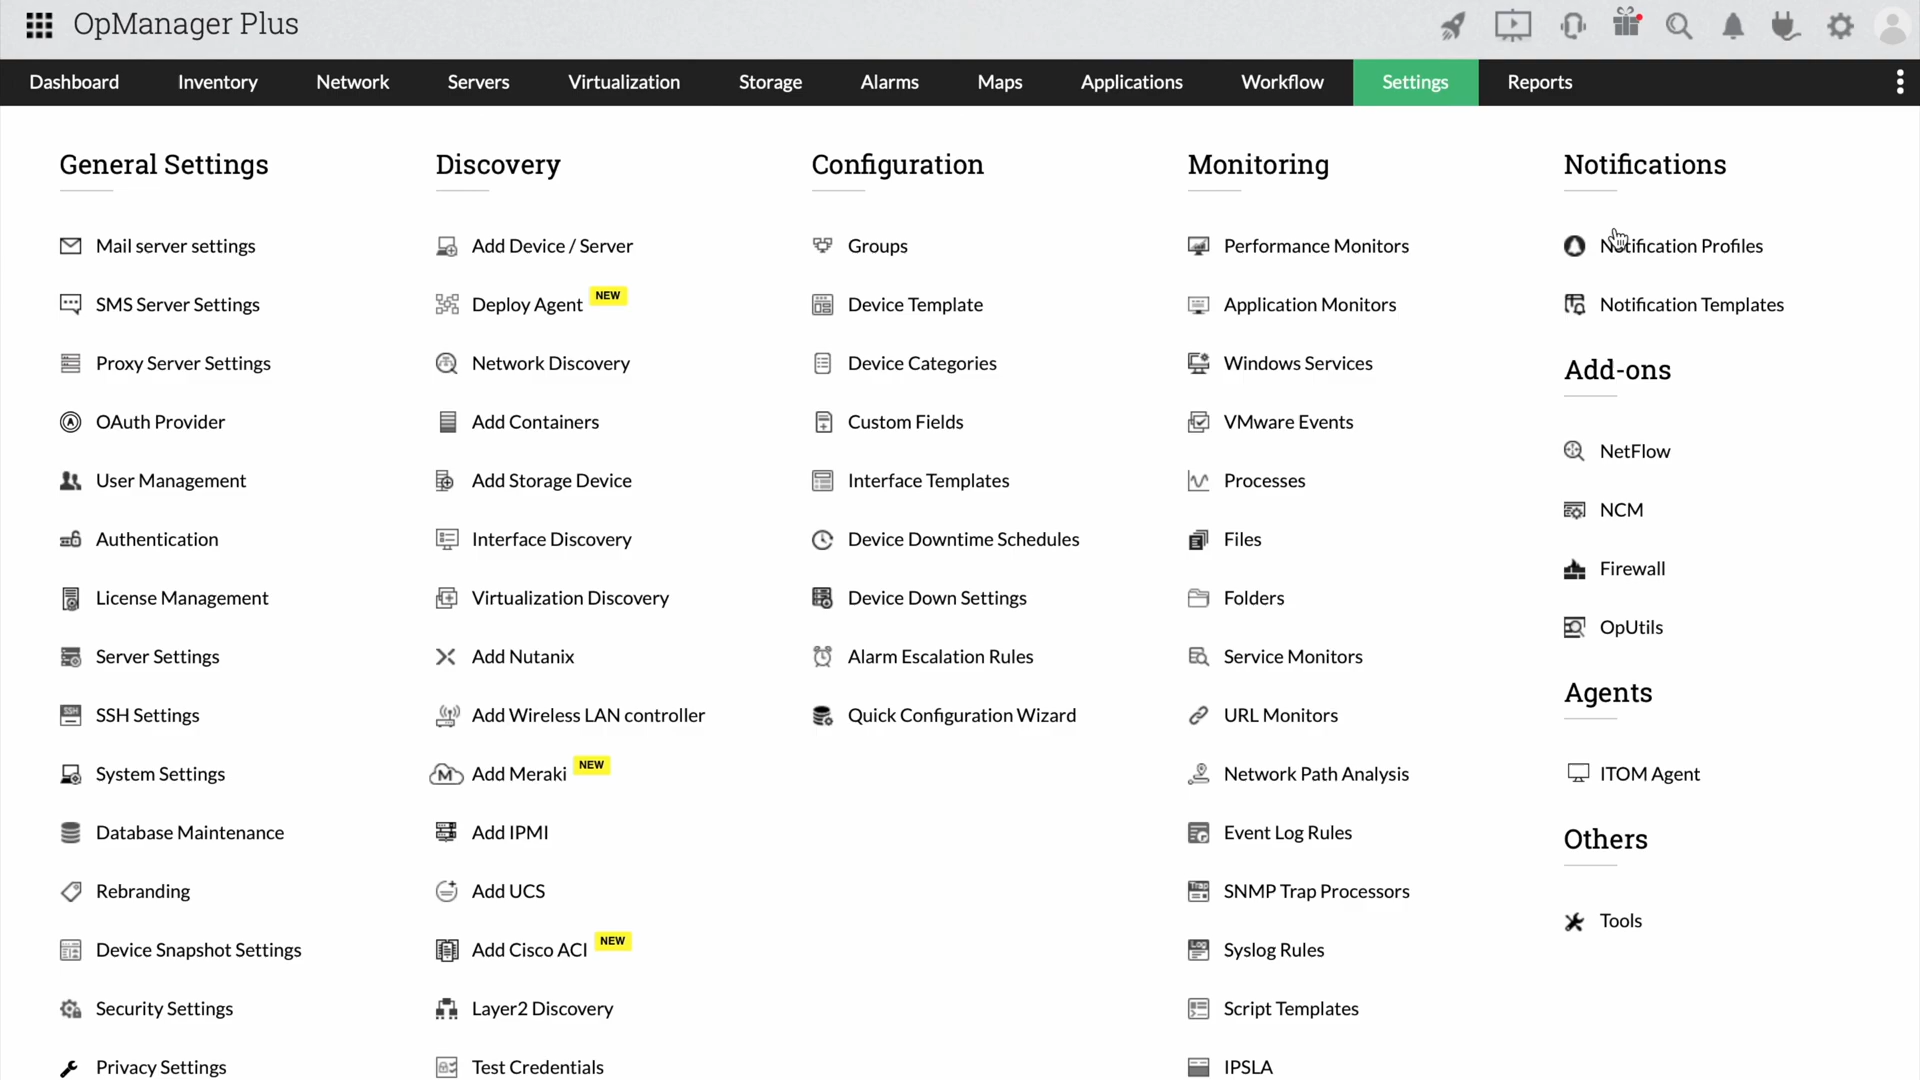 OpManager Plus
Dashboard Inventory Network Servers Virtualization Storage Alarms Maps Applications Workflow Settings Reports
General Settings
Mail server settings
SMS Server Settings
Proxy Server Settings
OAuth Provider
User Management
Authentication
License Management
Server Settings
SSH
SSH Settings
System Settings
Database Maintenance
Rebranding
Device Snapshot Settings
Security Settings
Privacy Settings
Discovery
Add Device / Server
Deploy Agent NEW
Network Discovery
Add Containers
Add Storage Device
Interface Discovery
Virtualization Discovery
Add Nutanix
Add Wireless LAN controller
M Add Meraki NEW
Add IPMI
Add UCS
Add Cisco ACI NEW
Layer2 Discovery
Test Credentials
Configuration
Groups
Device Template
Device Categories
Custom Fields
Interface Templates
Device Downtime Schedules
Device Down Settings
Alarm Escalation Rules
Quick Configuration Wizard
Monitoring
Performance Monitors
Application Monitors
Windows Services
VMware Events
Processes
Files
Folders
Service Monitors
URL Monitors
Network Path Analysis
Event Log Rules
Trap
SNMP Trap Processors
Log
Syslog Rules
Script Templates
IPSLA
Notifications
Notification Profiles
Notification Templates
Add-ons
NetFlow
NCM
Firewall
OpUtils
Agents
ITOM Agent
Others
Tools